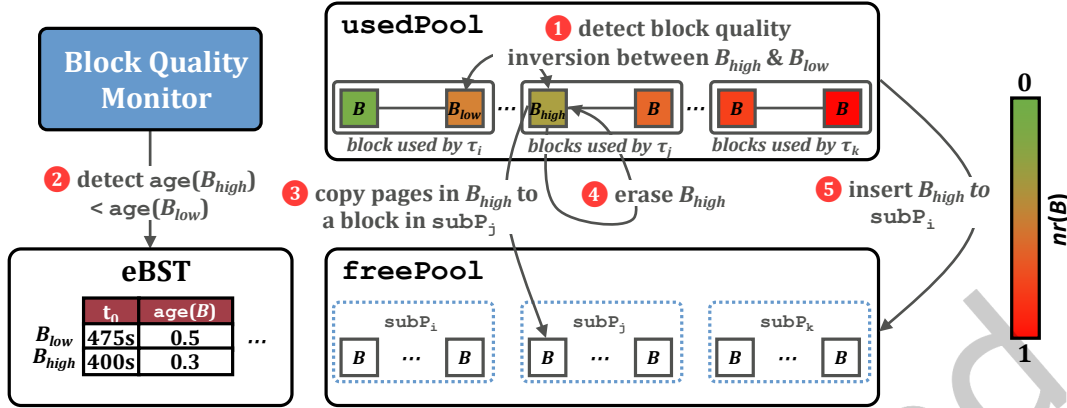 usedPool
1 detect block quality
inversion between B_high & B_low
Block Quality
Monitor
B B_low ... B_high B ... B B
block used by τ_i blocks used by τ_j blocks used by τ_k
2 detect age(B_high)
< age(B_low)
3 copy pages in B_high to
a block in subP_j
4 erase B_high
5 insert B_high to
subP_i
eBST
t_0 age(B)
B_low 475s 0.5
B_high 400s 0.3
...
freePool
subP_i subP_j subP_k
B ... B B ... B B ... B
0
nr(B)
1